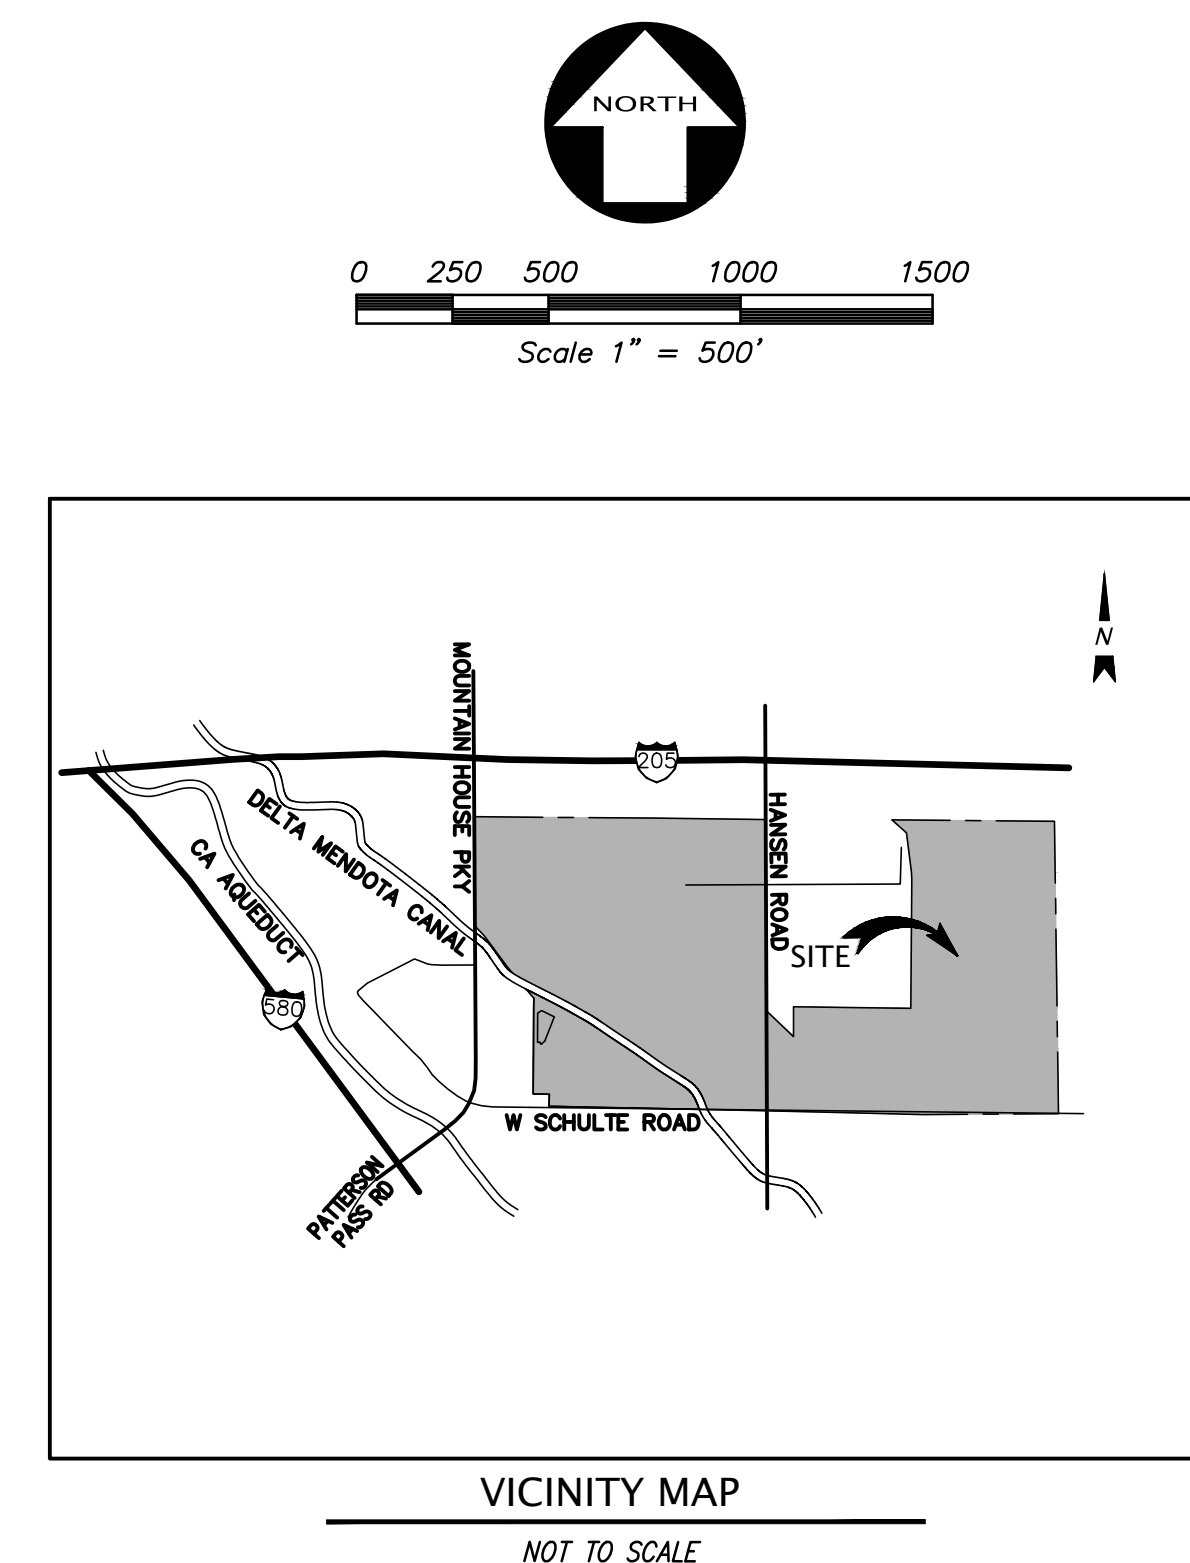 NORTH
0 250 500 1000 1500
Scale 1" = 500'
N
MOUNTAIN HOUSE PKY
205
HANSEN ROAD
DELTA MENDOTA CANAL
CA AQUEDUCT
SITE
580
W SCHULTE ROAD
PATTERSON
PASS RD
VICINITY MAP
NOT TO SCALE